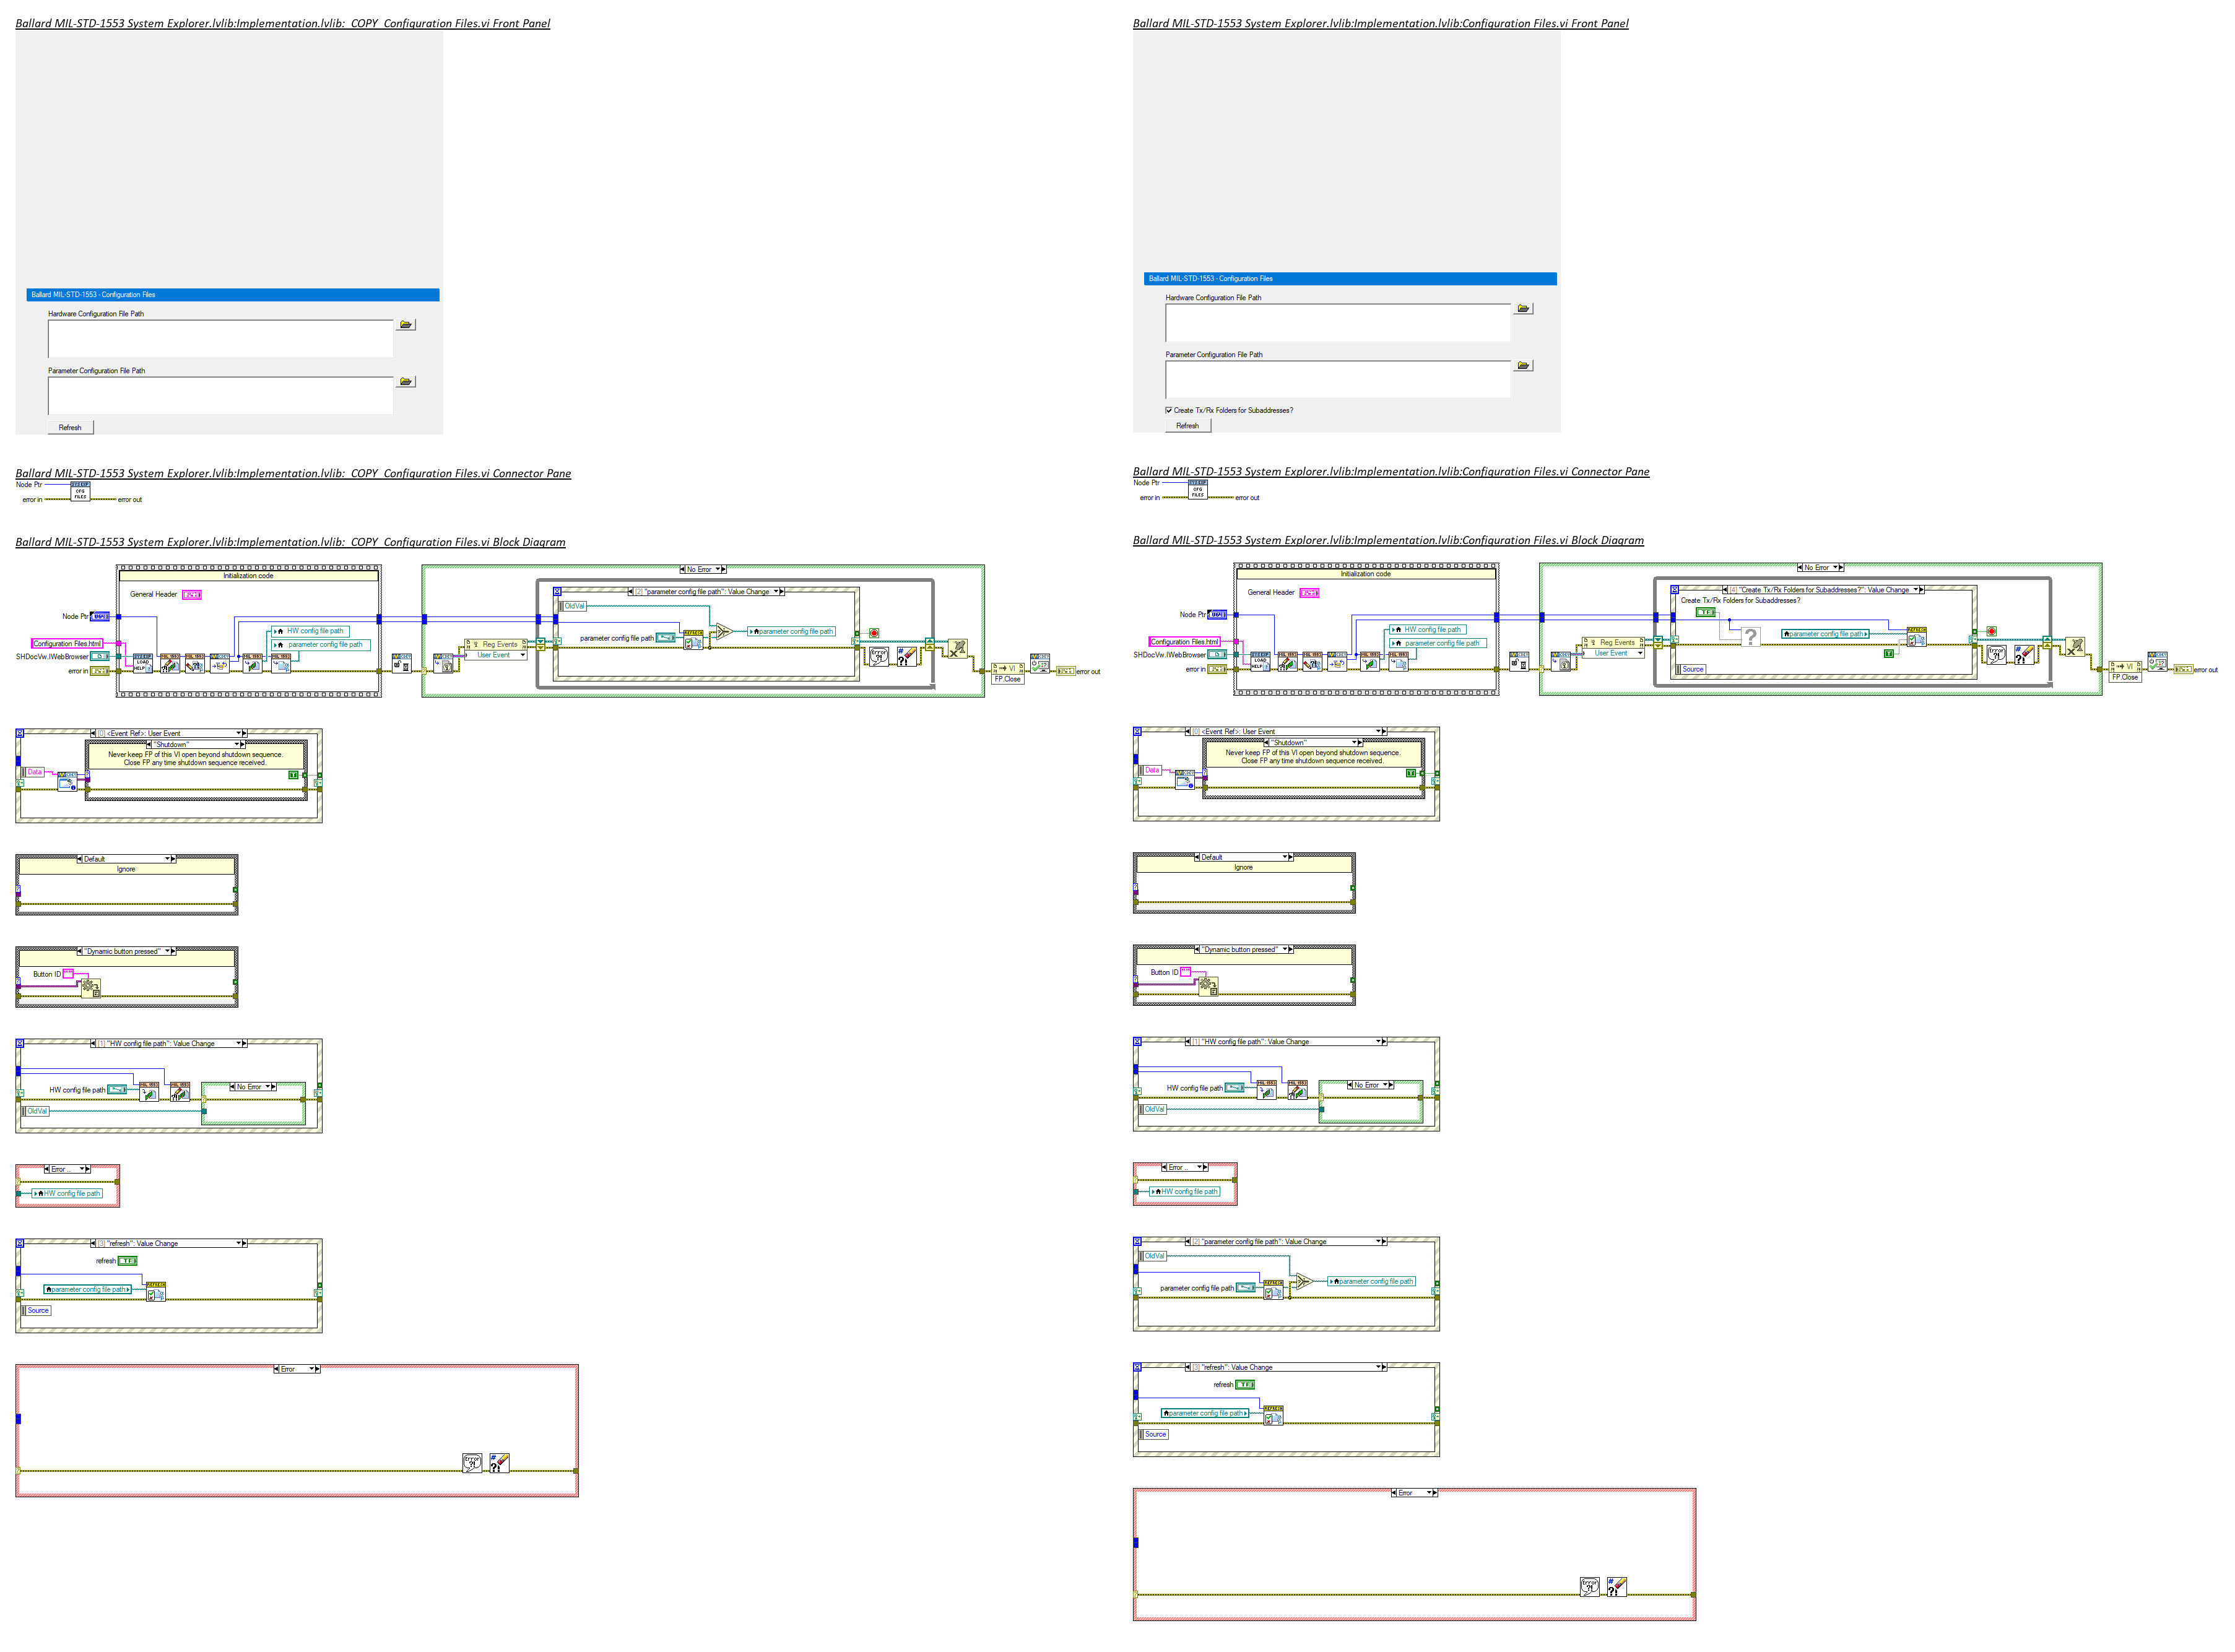 Ballard MIL-STD-1553 System Explorer.lvlib:Implementation.lvlib:_COPY_Configuration Files.vi Front Panel
Ballard MIL-STD-1553 - Configuration Files
Hardware Configuration File Path
Parameter Configuration File Path
Refresh
Ballard MIL-STD-1553 System Explorer.lvlib:Implementation.lvlib:_COPY_Configuration Files.vi Connector Pane
Node Ptr
error in
error out
Ballard MIL-STD-1553 System Explorer.lvlib:Implementation.lvlib:_COPY_Configuration Files.vi Block Diagram
Initialization code
General Header
Node Ptr
Configuration Files.html
SHDocVw.IWebBrowser
error in
HW config file path
parameter config file path
No Error
Reg Events
User Event
[2] "parameter config file path": Value Change
OldVal
parameter config file path
parameter config file path
VI
FP.Close
error out
[0] <Event Ref>: User Event
"Shutdown"
Never keep FP of this VI open beyond shutdown sequence.
Close FP any time shutdown sequence received.
Data
Default
Ignore
"Dynamic button pressed"
Button ID
[1] "HW config file path": Value Change
HW config file path
OldVal
No Error
Error ..
HW config file path
[3] "refresh": Value Change
refresh
parameter config file path
Source
Error
Ballard MIL-STD-1553 System Explorer.lvlib:Implementation.lvlib:Configuration Files.vi Front Panel
Ballard MIL-STD-1553 - Configuration Files
Hardware Configuration File Path
Parameter Configuration File Path
Create Tx/Rx Folders for Subaddresses?
Refresh
Ballard MIL-STD-1553 System Explorer.lvlib:Implementation.lvlib:Configuration Files.vi Connector Pane
Node Ptr
error in
error out
Ballard MIL-STD-1553 System Explorer.lvlib:Implementation.lvlib:Configuration Files.vi Block Diagram
Initialization code
General Header
Node Ptr
Configuration Files.html
SHDocVw.IWebBrowser
error in
HW config file path
parameter config file path
No Error
Reg Events
User Event
[4] "Create Tx/Rx Folders for Subaddresses?": Value Change
Create Tx/Rx Folders for Subaddresses?
parameter config file path
Source
VI
FP.Close
error out
[0] <Event Ref>: User Event
"Shutdown"
Never keep FP of this VI open beyond shutdown sequence.
Close FP any time shutdown sequence received.
Data
Default
Ignore
"Dynamic button pressed"
Button ID
[1] "HW config file path": Value Change
HW config file path
OldVal
No Error
Error ..
HW config file path
[2] "parameter config file path": Value Change
OldVal
parameter config file path
parameter config file path
[3] "refresh": Value Change
refresh
parameter config file path
Source
Error